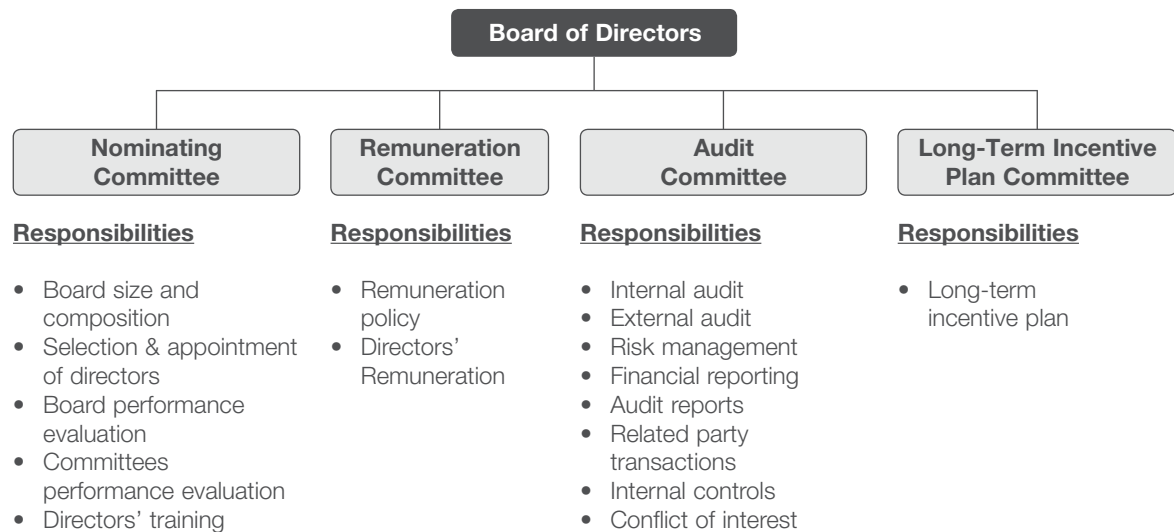 Board of Directors
Nominating
Committee
Remuneration
Committee
Audit
Committee
Long-Term Incentive
Plan Committee
Responsibilities
• Board size and
composition
• Selection & appointment
of directors
• Board performance
evaluation
• Committees
performance evaluation
• Directors’ training
Responsibilities
• Remuneration
policy
• Directors’
Remuneration
Responsibilities
• Internal audit
• External audit
• Risk management
• Financial reporting
• Audit reports
• Related party
transactions
• Internal controls
• Conflict of interest
Responsibilities
• Long-term
incentive plan